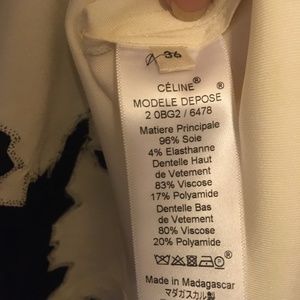 36
CÉLINE®
MODELE DEPOSE®
2 0BG2 / 6478
Matiere Principale
96% Soie
4% Elasthanne
Dentelle Haut
de Vetement
83% Viscose
17% Polyamide
Dentelle Bas
de Vetement
80% Viscose
20% Polyamide
Made in Madagascar
マダガスカル製